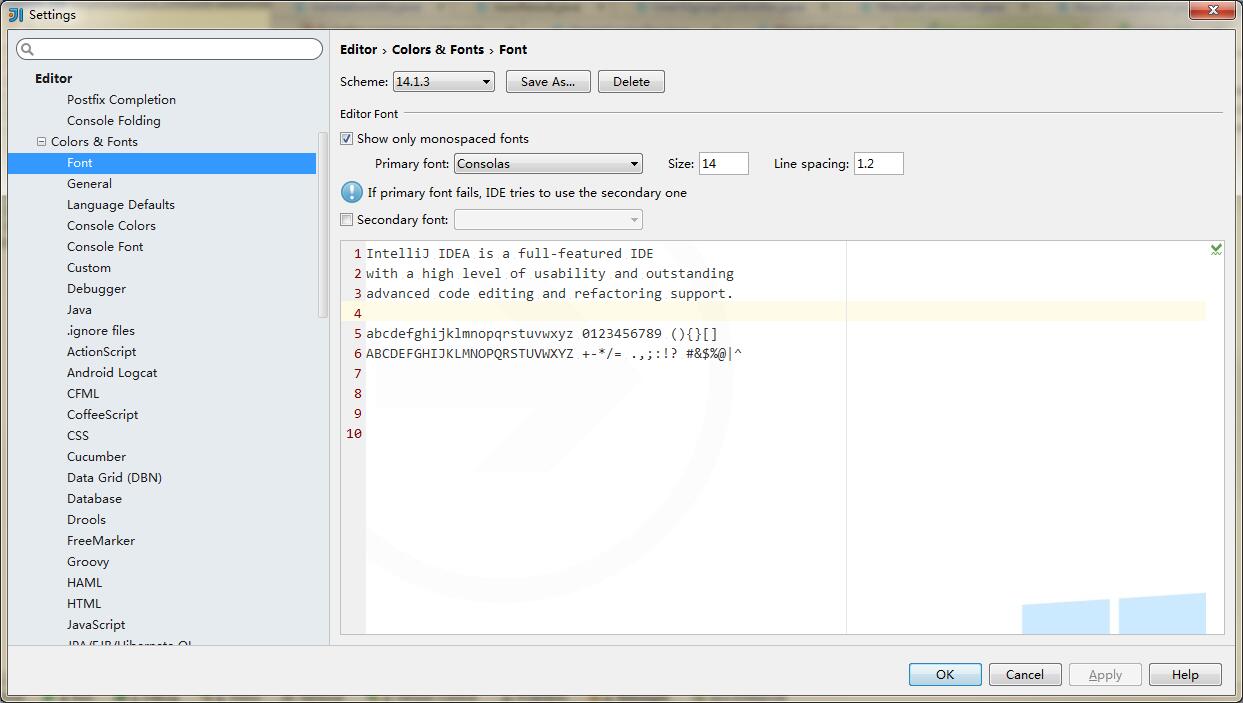 Settings
Editor
Postfix Completion
Console Folding
Colors & Fonts
Font
General
Language Defaults
Console Colors
Console Font
Custom
Debugger
Java
.ignore files
ActionScript
Android Logcat
CFML
CoffeeScript
CSS
Cucumber
Data Grid (DBN)
Database
Drools
FreeMarker
Groovy
HAML
HTML
JavaScript
Editor › Colors & Fonts › Font
Scheme: 14.1.3 Save As... Delete
Editor Font
Show only monospaced fonts
Primary font: Consolas Size: 14 Line spacing: 1.2
If primary font fails, IDE tries to use the secondary one
Secondary font:
1 IntelliJ IDEA is a full-featured IDE
2 with a high level of usability and outstanding
3 advanced code editing and refactoring support.
4
5 abcdefghijklmnopqrstuvwxyz 0123456789 (){}[]
6 ABCDEFGHIJKLMNOPQRSTUVWXYZ +-*/= .,;:!? #&$%@|^
7
8
9
10
OK Cancel Apply Help